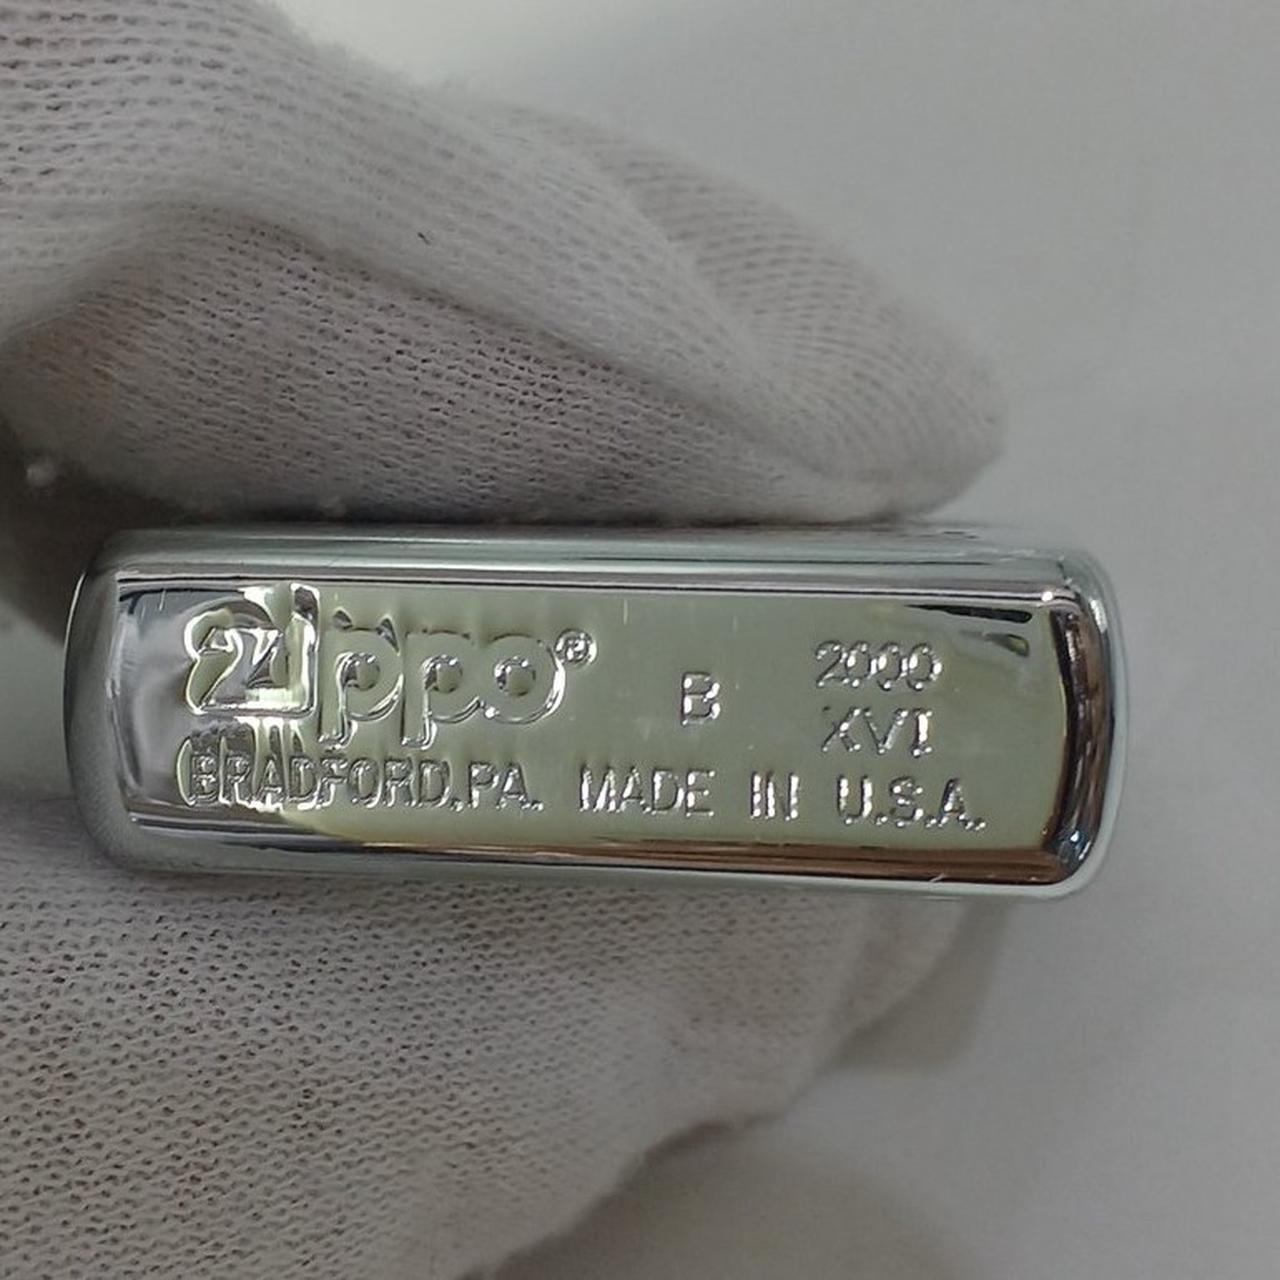 Zippo® B 2000
XVI
BRADFORD,PA. MADE IN U.S.A.